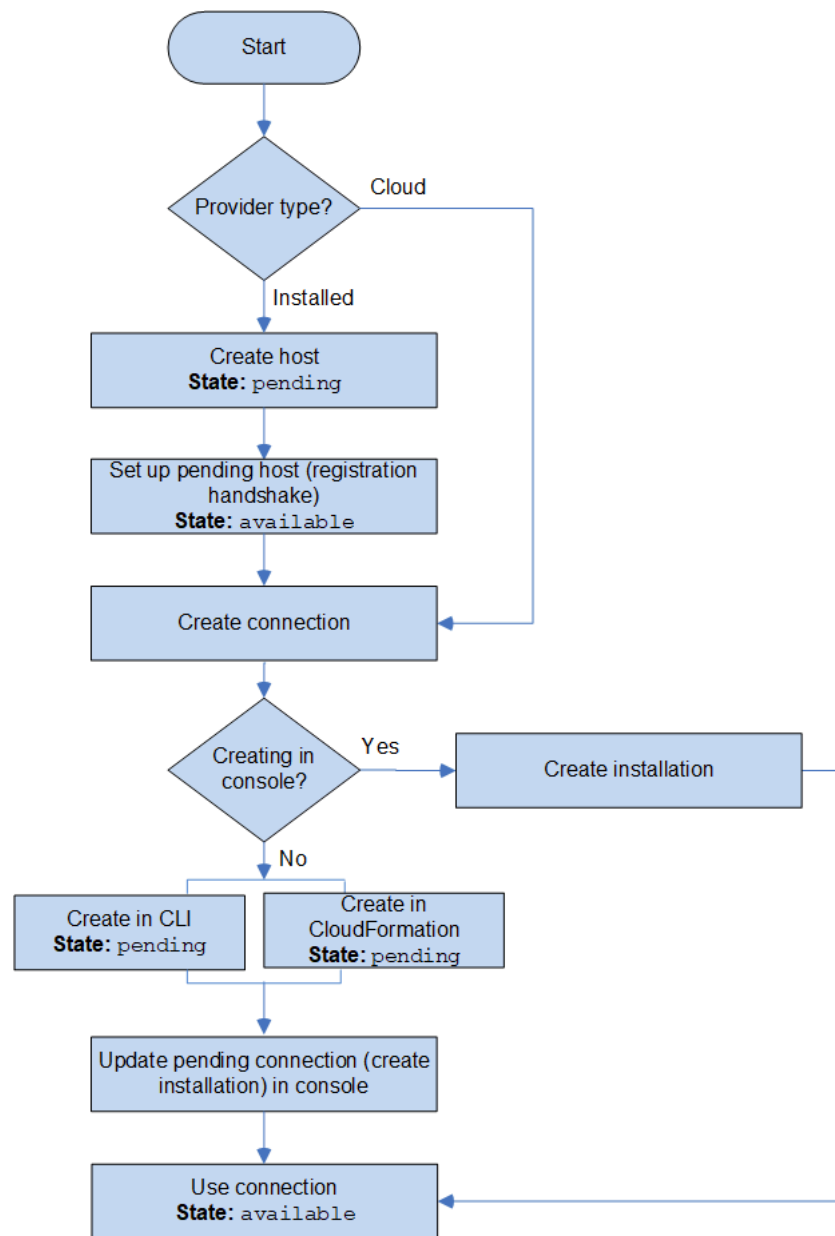 Start
Provider type?
Cloud
Installed
Create host
State: pending
Set up pending host (registration
handshake)
State: available
Create connection
Creating in
console?
Yes
Create installation
No
Create in CLI
State: pending
Create in
CloudFormation
State: pending
Update pending connection (create
installation) in console
Use connection
State: available